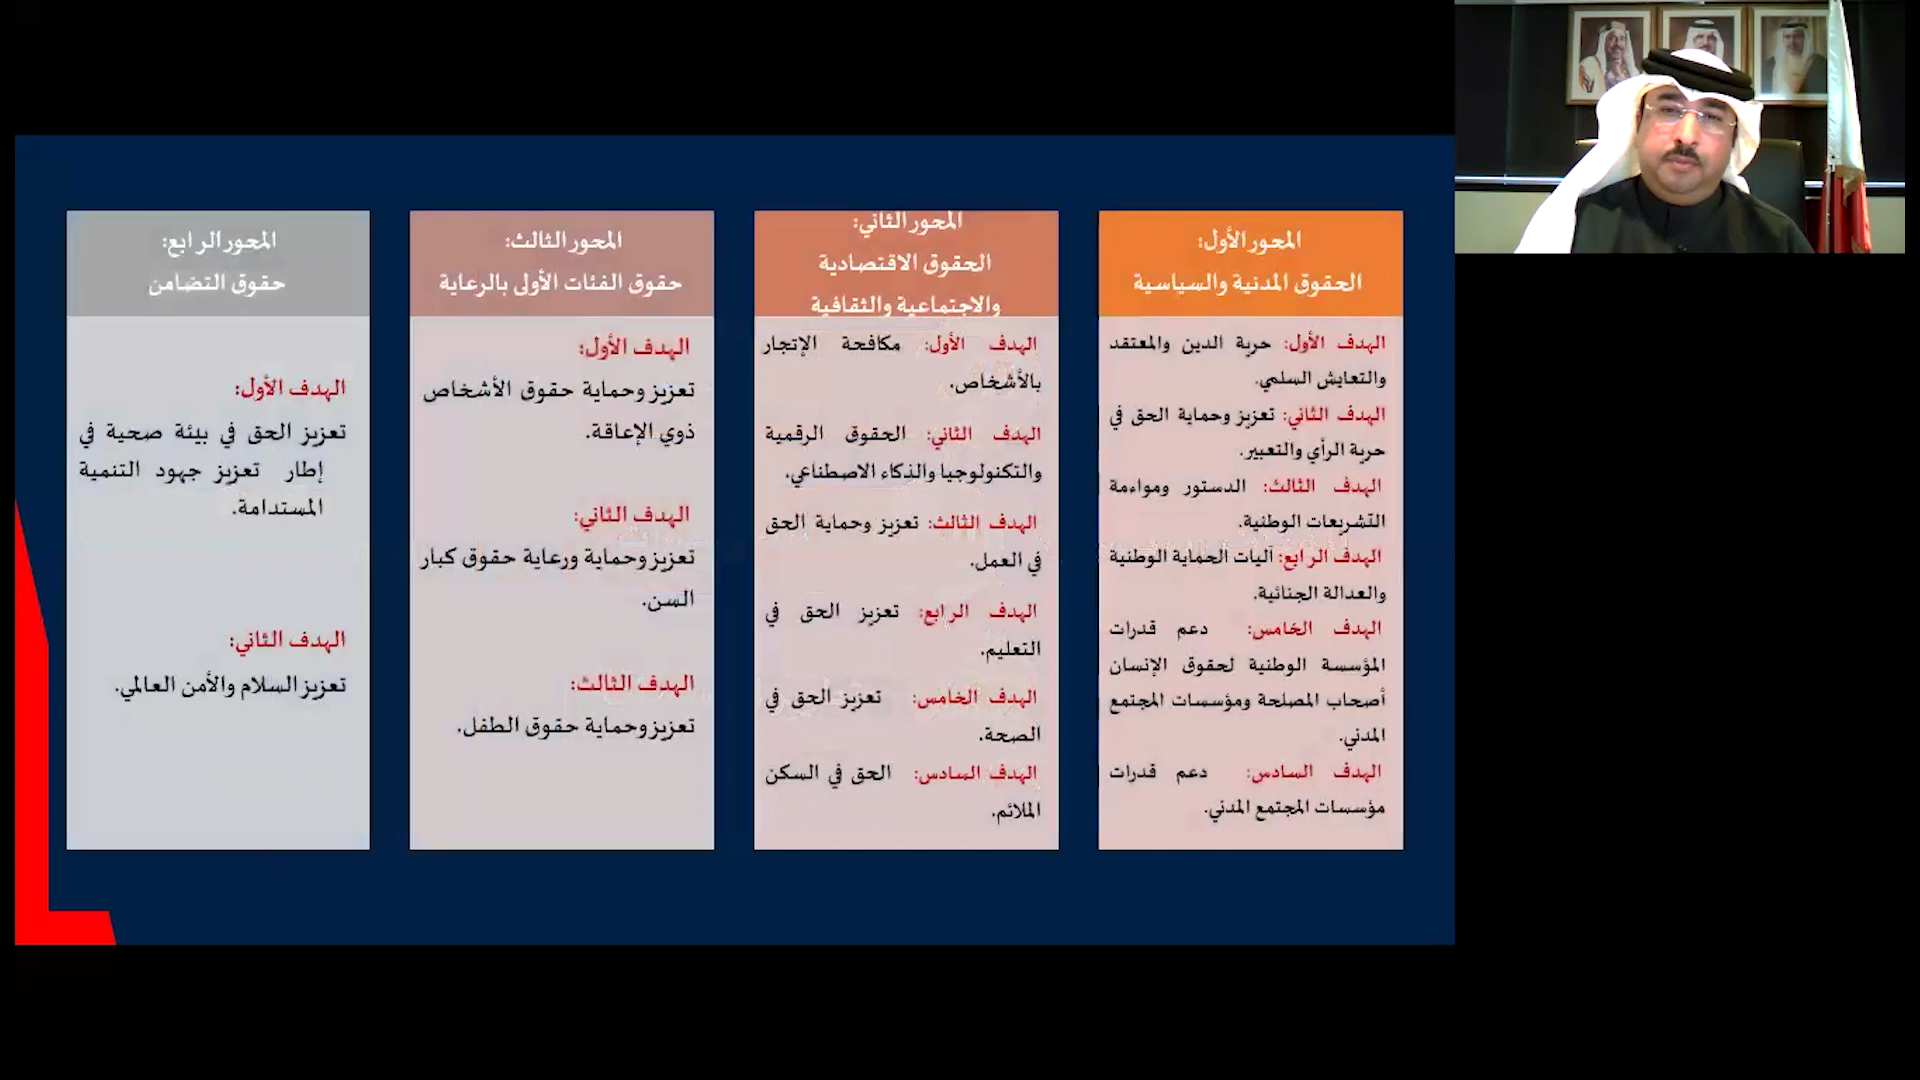 المحور الأول:
الحقوق المدنية والسياسية
الهدف الأول: حرية الدين والمعتقد
والتعايش السلمي.
الهدف الثاني: تعزيز وحماية الحق في
حرية الرأي والتعبير.
الهدف الثالث: الدستور ومواءمة
التشريعات الوطنية.
الهدف الرابع: آليات الحماية الوطنية
والعدالة الجنائية.
الهدف الخامس: دعم قدرات
المؤسسة الوطنية لحقوق الإنسان
أصحاب المصلحة ومؤسسات المجتمع
المدني.
الهدف السادس: دعم قدرات
مؤسسات المجتمع المدني.
المحور الثاني:
الحقوق الاقتصادية
والاجتماعية والثقافية
الهدف الأول: مكافحة الإتجار
بالأشخاص.
الهدف الثاني: الحقوق الرقمية
والتكنولوجيا والذكاء الاصطناعي.
الهدف الثالث: تعزيز وحماية الحق
في العمل.
الهدف الرابع: تعزيز الحق في
التعليم.
الهدف الخامس: تعزيز الحق في
الصحة.
الهدف السادس: الحق في السكن
الملائم.
المحور الثالث:
حقوق الفئات الأولى بالرعاية
الهدف الأول:
تعزيز وحماية حقوق الأشخاص
ذوي الإعاقة.
الهدف الثاني:
تعزيز وحماية ورعاية حقوق كبار
السن.
الهدف الثالث:
تعزيز وحماية حقوق الطفل.
المحور الرابع:
حقوق التضامن
الهدف الأول:
تعزيز الحق في بيئة صحية في
إطار تعزيز جهود التنمية
المستدامة.
الهدف الثاني:
تعزيز السلام والأمن العالمي.